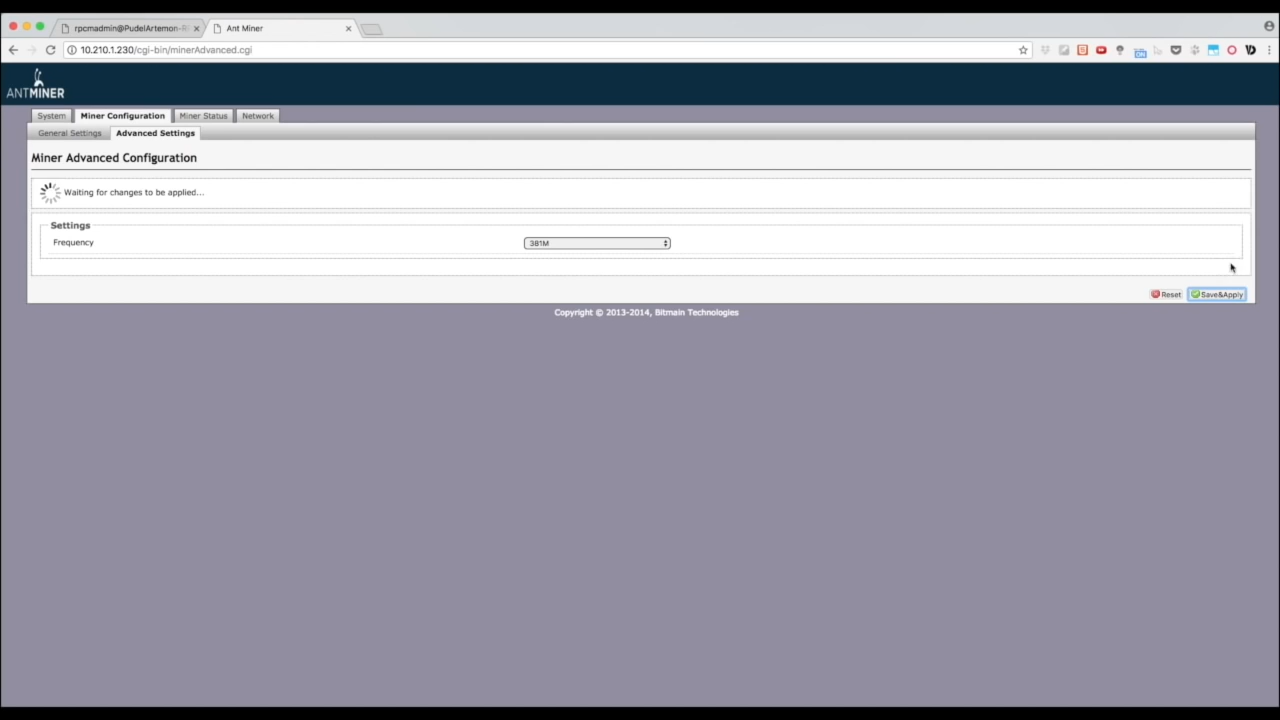 rpcmadmin@PudelArtemon-R
Ant Miner
10.210.1.230/cgi-bin/minerAdvanced.cgi
ANTMINER
System
Miner Configuration
Miner Status
Network
General Settings
Advanced Settings
Miner Advanced Configuration
Waiting for changes to be applied...
Settings
Frequency
381M
Reset
Save&Apply
Copyright © 2013-2014, Bitmain Technologies